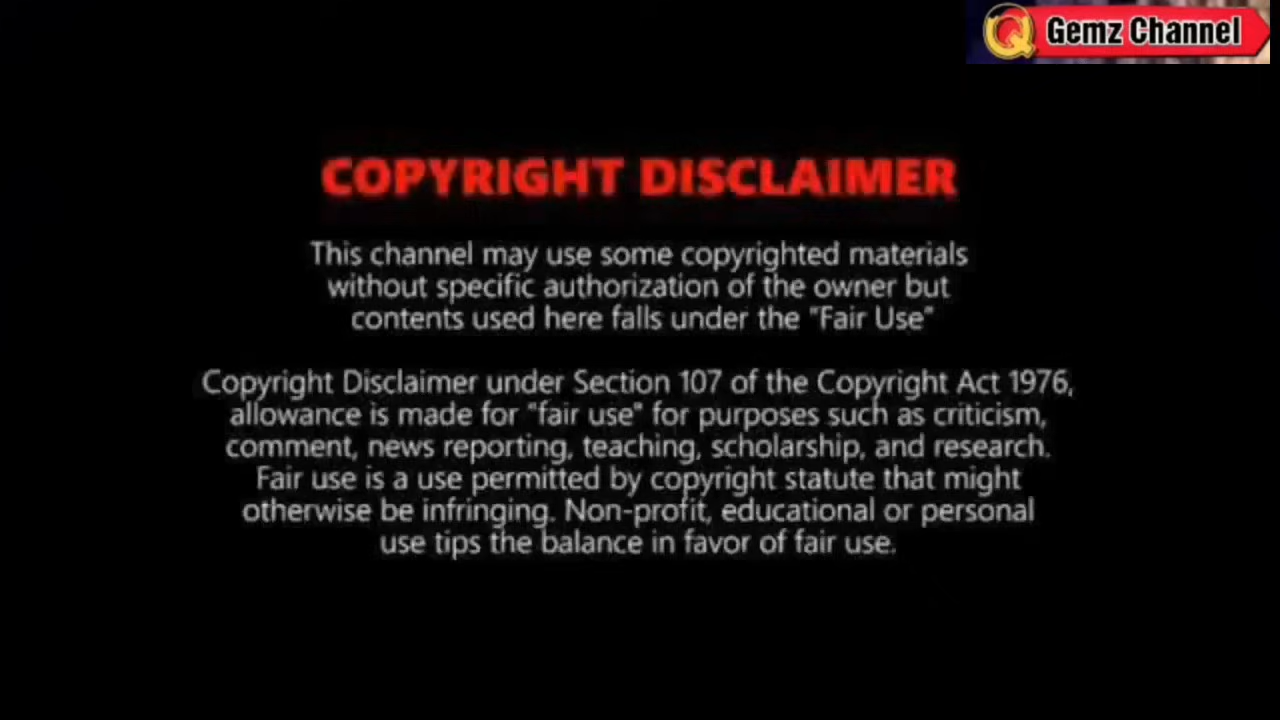 Gemz Channel
COPYRIGHT DISCLAIMER
This channel may use some copyrighted materials
without specific authorization of the owner but
contents used here falls under the "Fair Use"
Copyright Disclaimer under Section 107 of the Copyright Act 1976,
allowance is made for "fair use" for purposes such as criticism,
comment, news reporting, teaching, scholarship, and research.
Fair use is a use permitted by copyright statute that might
otherwise be infringing. Non-profit, educational or personal
use tips the balance in favor of fair use.